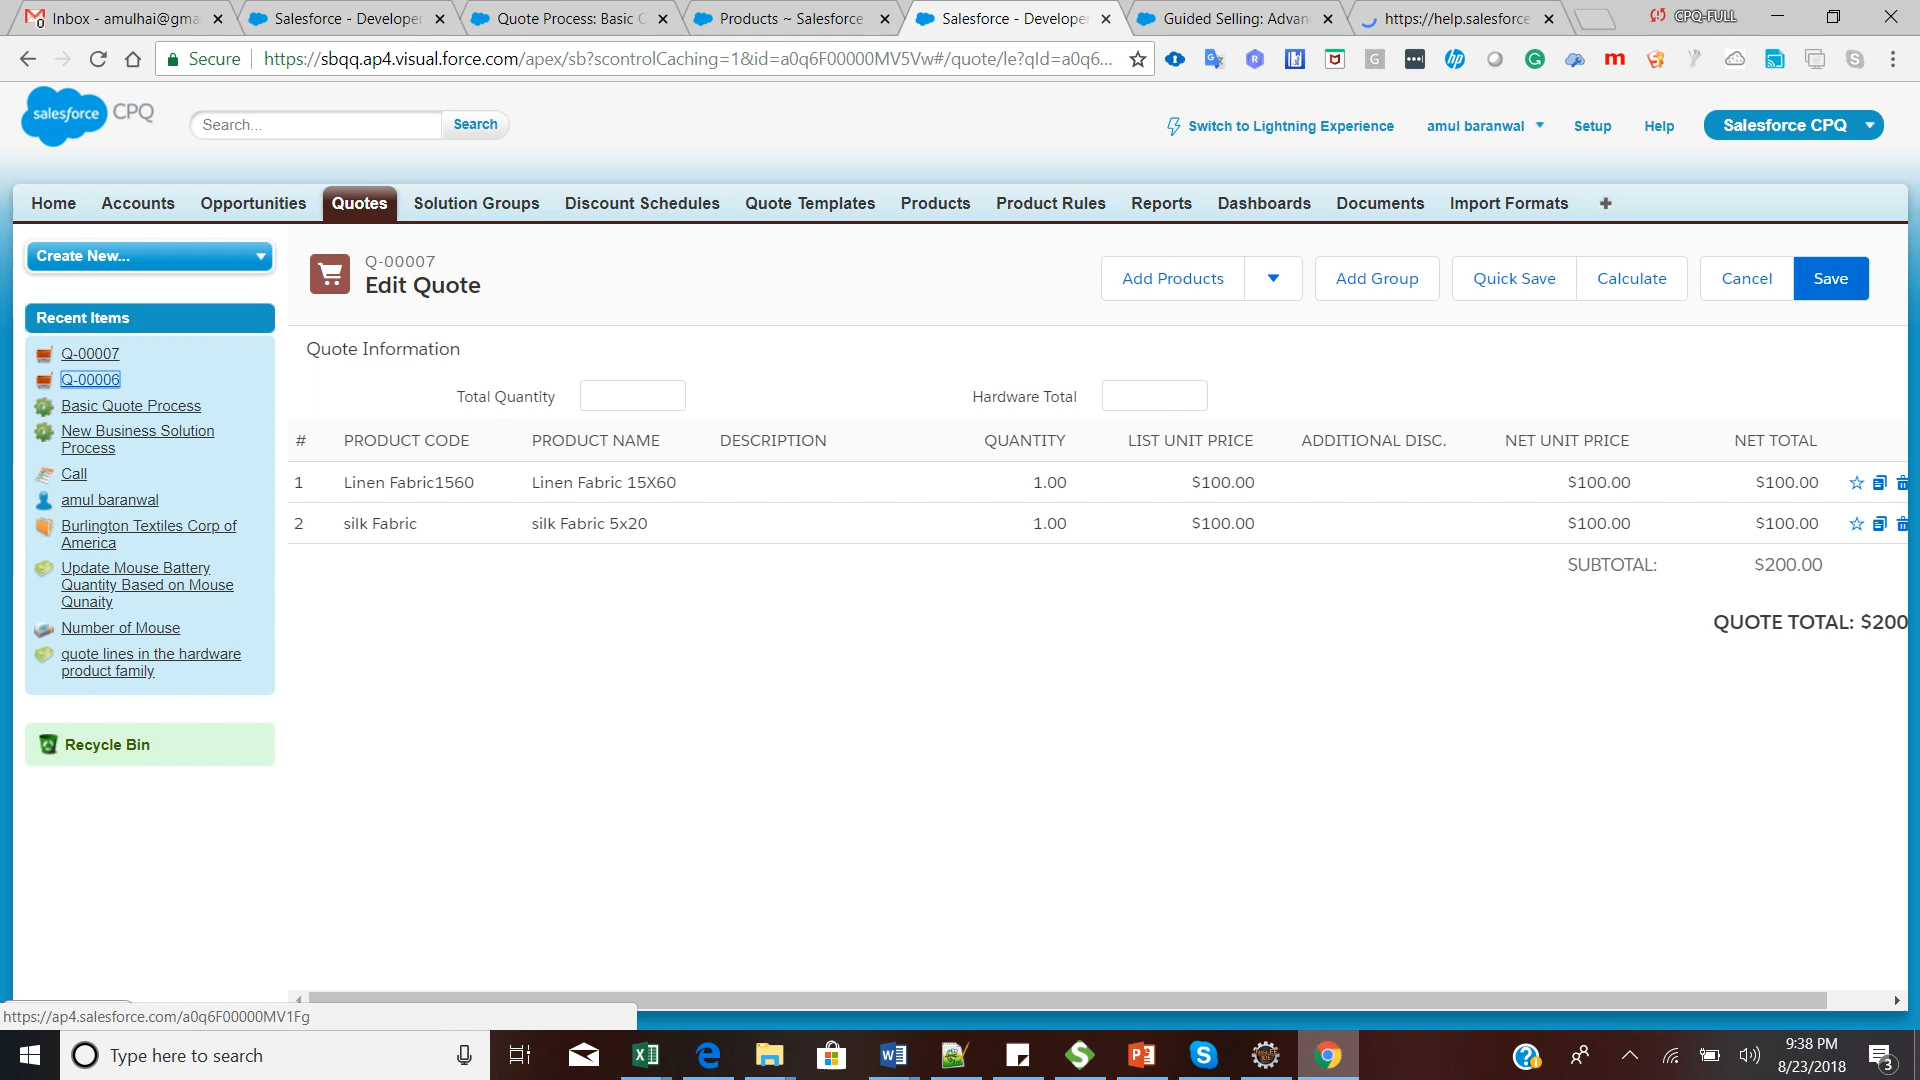 Inbox - amulhai@gma
Salesforce - Developer
Quote Process: Basic Q
Products ~ Salesforce
Salesforce - Developer
Guided Selling: Advan
https://help.salesforce
CPQ-FULL
Secure
https://sbqq.ap4.visual.force.com/apex/sb?scontrolCaching=1&id=a0q6F00000MV5Vw#/quote/le?qId=a0q6...
salesforce CPQ
Search...
Search
Switch to Lightning Experience
amul baranwal
Setup
Help
Salesforce CPQ
Home
Accounts
Opportunities
Quotes
Solution Groups
Discount Schedules
Quote Templates
Products
Product Rules
Reports
Dashboards
Documents
Import Formats
+
Create New...
Recent Items
Q-00007
Q-00006
Basic Quote Process
New Business Solution
Process
Call
amul baranwal
Burlington Textiles Corp of
America
Update Mouse Battery
Quantity Based on Mouse
Qunaity
Number of Mouse
quote lines in the hardware
product family
Recycle Bin
Q-00007
Edit Quote
Add Products
Add Group
Quick Save
Calculate
Cancel
Save
Quote Information
Total Quantity
Hardware Total
# PRODUCT CODE PRODUCT NAME DESCRIPTION QUANTITY LIST UNIT PRICE ADDITIONAL DISC. NET UNIT PRICE NET TOTAL
1 Linen Fabric1560 Linen Fabric 15X60 1.00 $100.00 $100.00 $100.00
2 silk Fabric silk Fabric 5x20 1.00 $100.00 $100.00 $100.00
SUBTOTAL: $200.00
QUOTE TOTAL: $200
https://ap4.salesforce.com/a0q6F00000MV1Fg
Type here to search
9:38 PM
8/23/2018
3